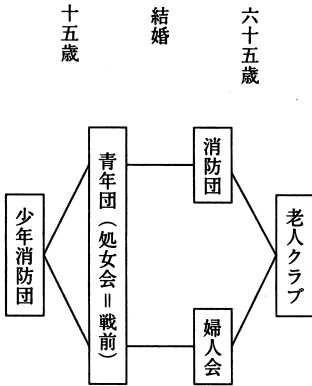 六十五歳
結婚
十五歳
老人クラブ
消防団
婦人会
青年団（処女会＝戦前）
少年消防団